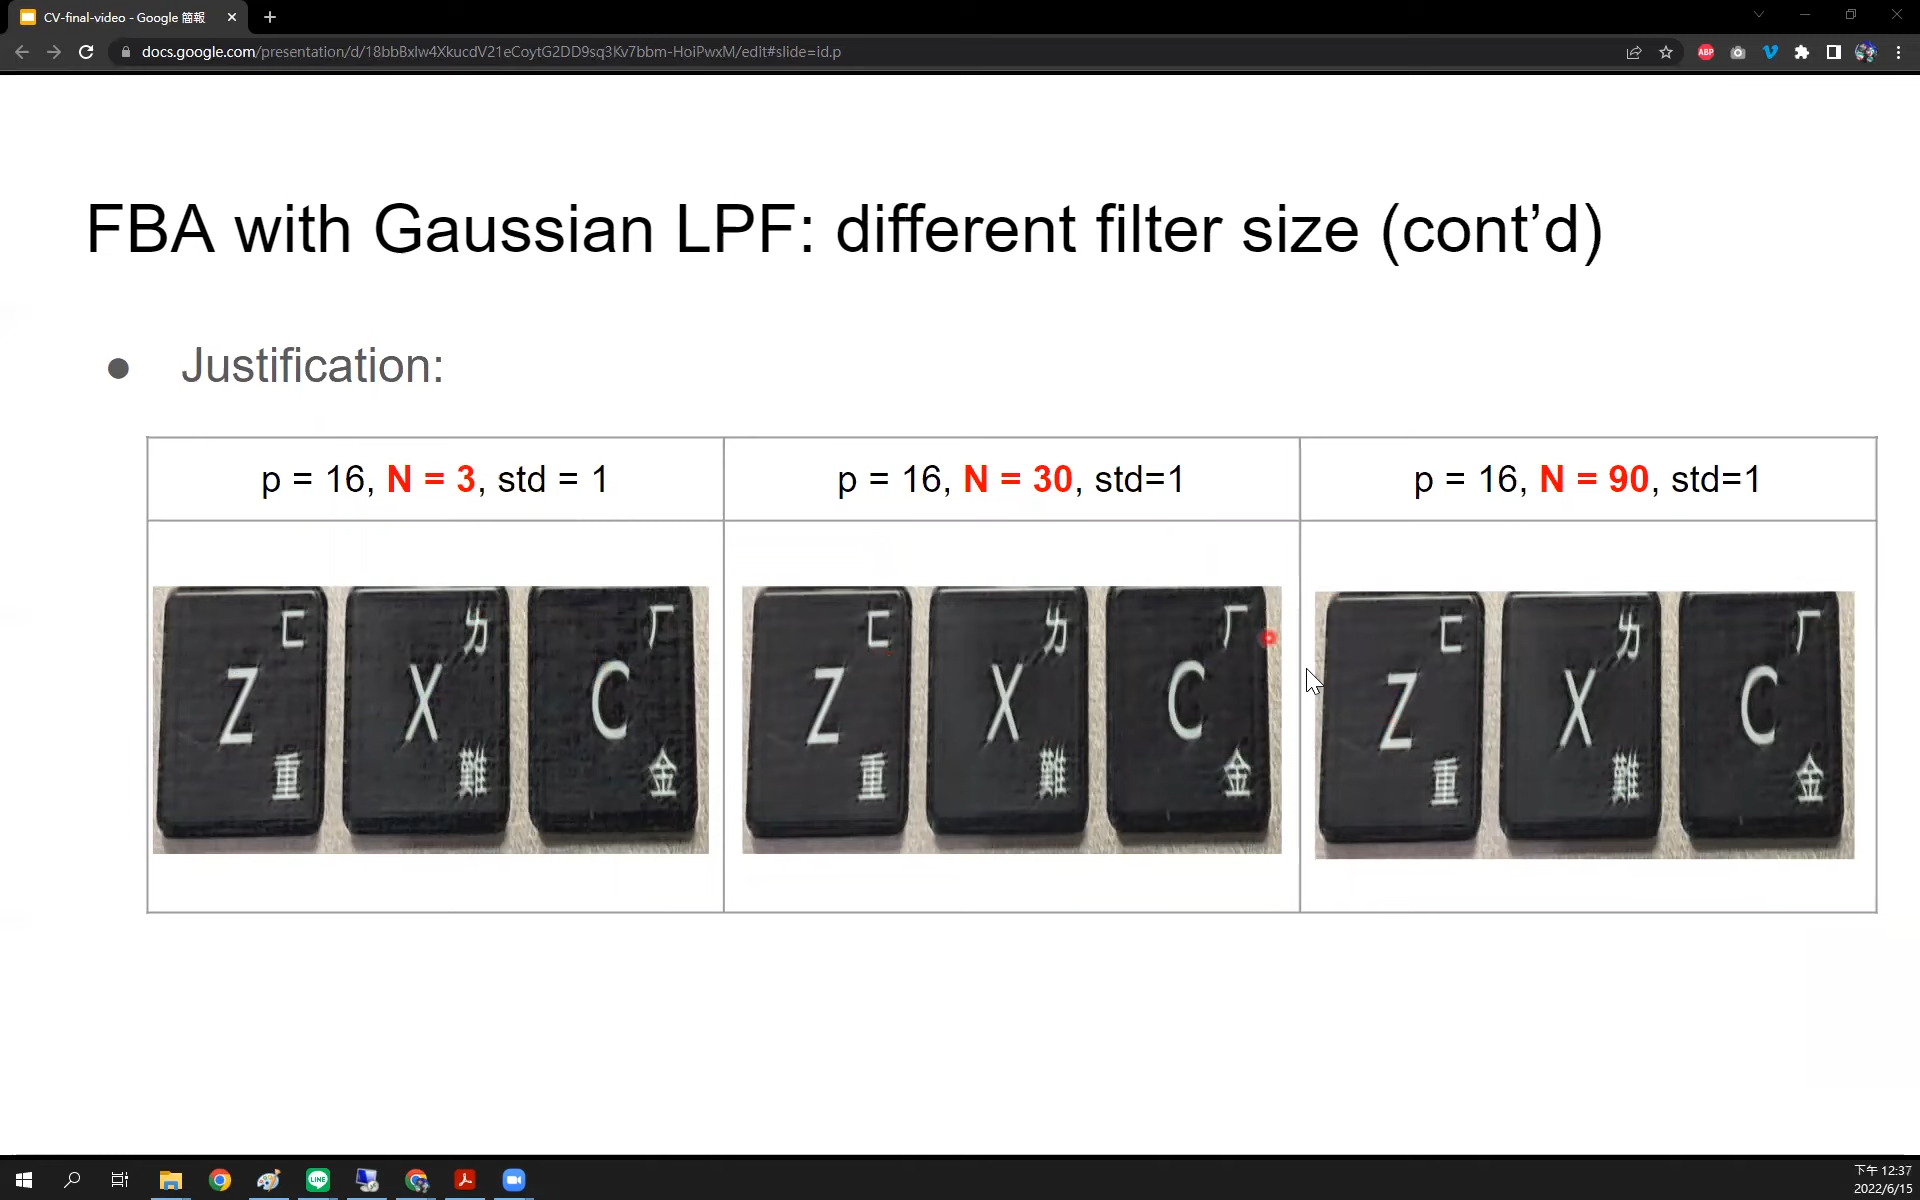 CV-final-video - Google 簡報
docs.google.com/presentation/d/18bbBxlw4XkucdV21eCoytG2DD9sq3Kv7bbm-HoiPwxM/edit#slide=id.p
ABP
FBA with Gaussian LPF: different filter size (cont’d)
● Justification:
p = 16, N = 3, std = 1
p = 16, N = 30, std=1
p = 16, N = 90, std=1
ㄈ ㄌ ㄏ
Z X C
重 難 金
ㄈ ㄌ ㄏ
Z X C
重 難 金
ㄈ ㄌ ㄏ
Z X C
重 難 金
LINE
下午 12:37
2022/6/15